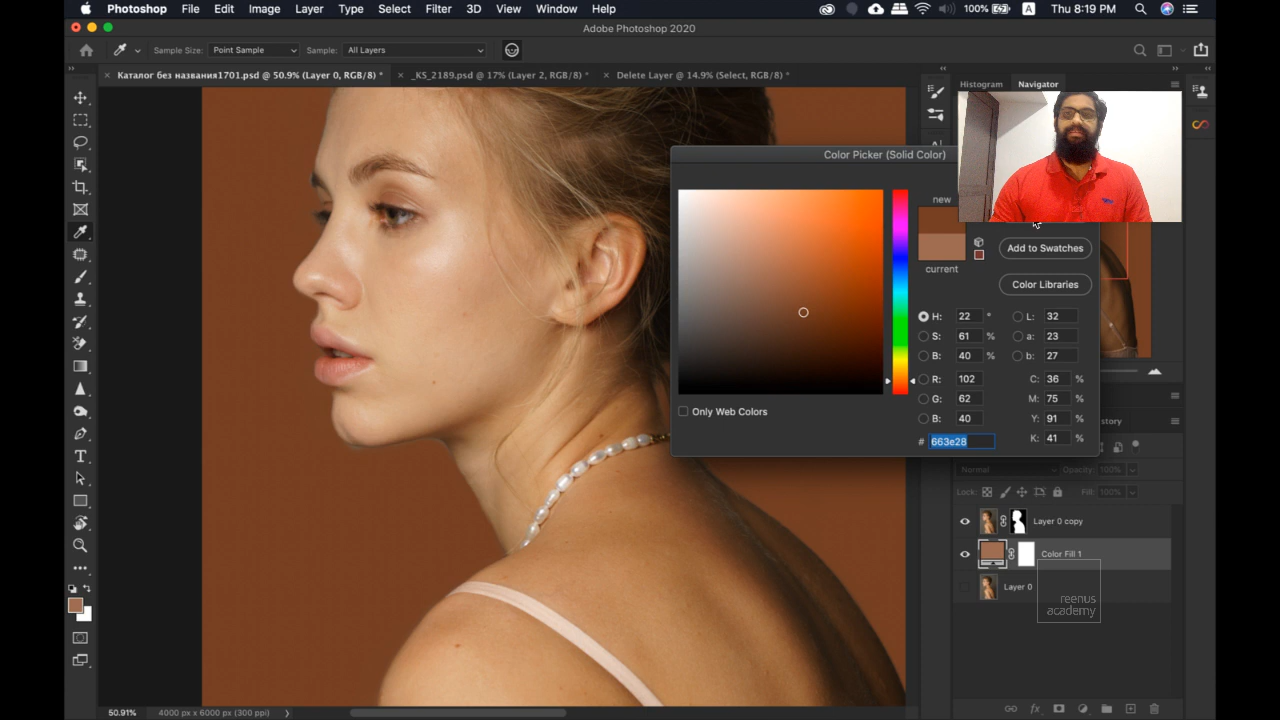 Photoshop File Edit Image Layer Type Select Filter 3D View Window Help 100% A Thu 8:19 PM
Adobe Photoshop 2020
Sample Size: Point Sample Sample: All Layers
Каталог без названия1701.psd @ 50.9% (Layer 0, RGB/8) * _KS_2189.psd @ 17% (Layer 2, RGB/8) * Delete Layer @ 14.9% (Select, RGB/8) *
Histogram Navigator
Color Picker (Solid Color)
new
current
Add to Swatches
Color Libraries
H: 22 ° L: 32
S: 61 % a: 23
B: 40 % b: 27
R: 102 C: 36 %
G: 62 M: 75 %
B: 40 Y: 91 %
# 663e28 K: 41 %
Only Web Colors
story
Normal Opacity: 100%
Lock: Fill: 100%
Layer 0 copy
Color Fill 1
Layer 0
reenus
academy
50.91% 4000 px x 6000 px (300 ppi)